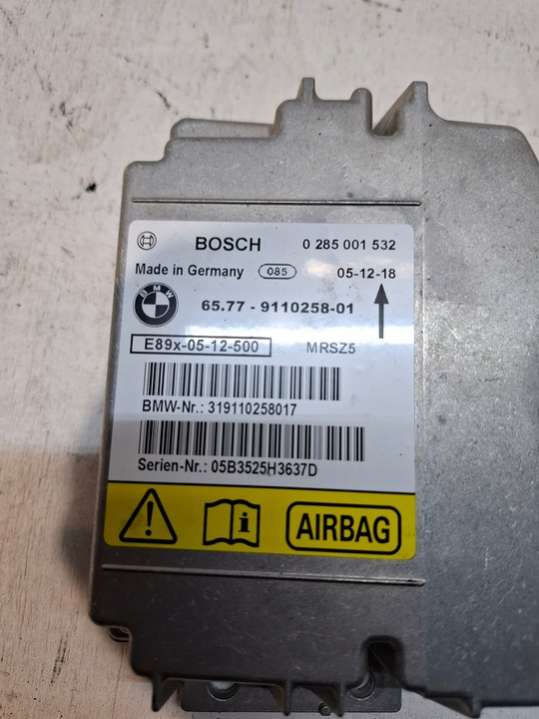 BOSCH 0 285 001 532
Made in Germany 085 05-12-18
BMW 65.77 - 9110258-01
E89x-05-12-500 MRSZ5
BMW-Nr.: 319110258017
Serien-Nr.: 05B3525H3637D
AIRBAG